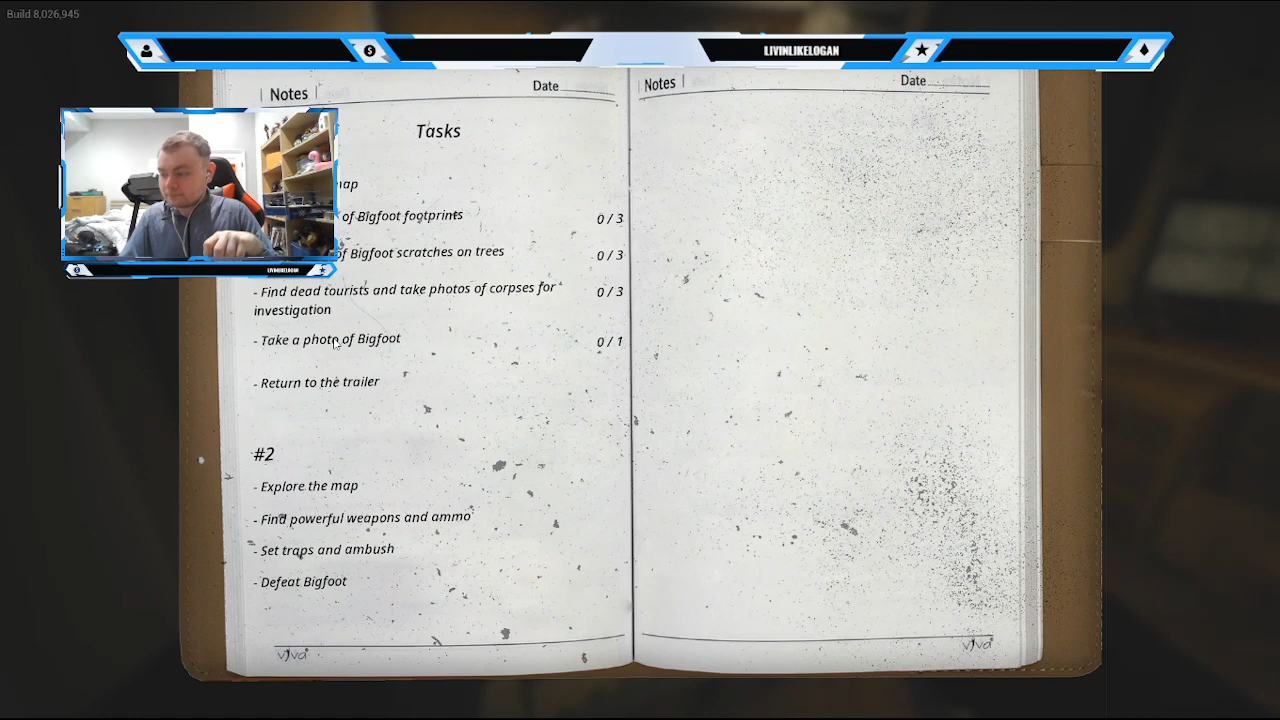 Build 8,026,945
LIVINLIKELOGAN
Notes
Date
Notes
Date
Tasks
map
of Bigfoot footprints 0 / 3
of Bigfoot scratches on trees 0 / 3
- Find dead tourists and take photos of corpses for 0 / 3
investigation
- Take a photo of Bigfoot 0 / 1
- Return to the trailer
#2
- Explore the map
- Find powerful weapons and ammo
- Set traps and ambush
- Defeat Bigfoot
viva
viva
LIVINLIKELOGAN